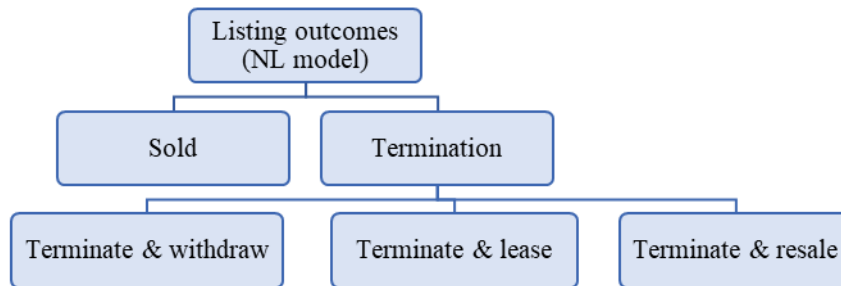 Listing outcomes
(NL model)
Sold
Termination
Terminate & withdraw
Terminate & lease
Terminate & resale